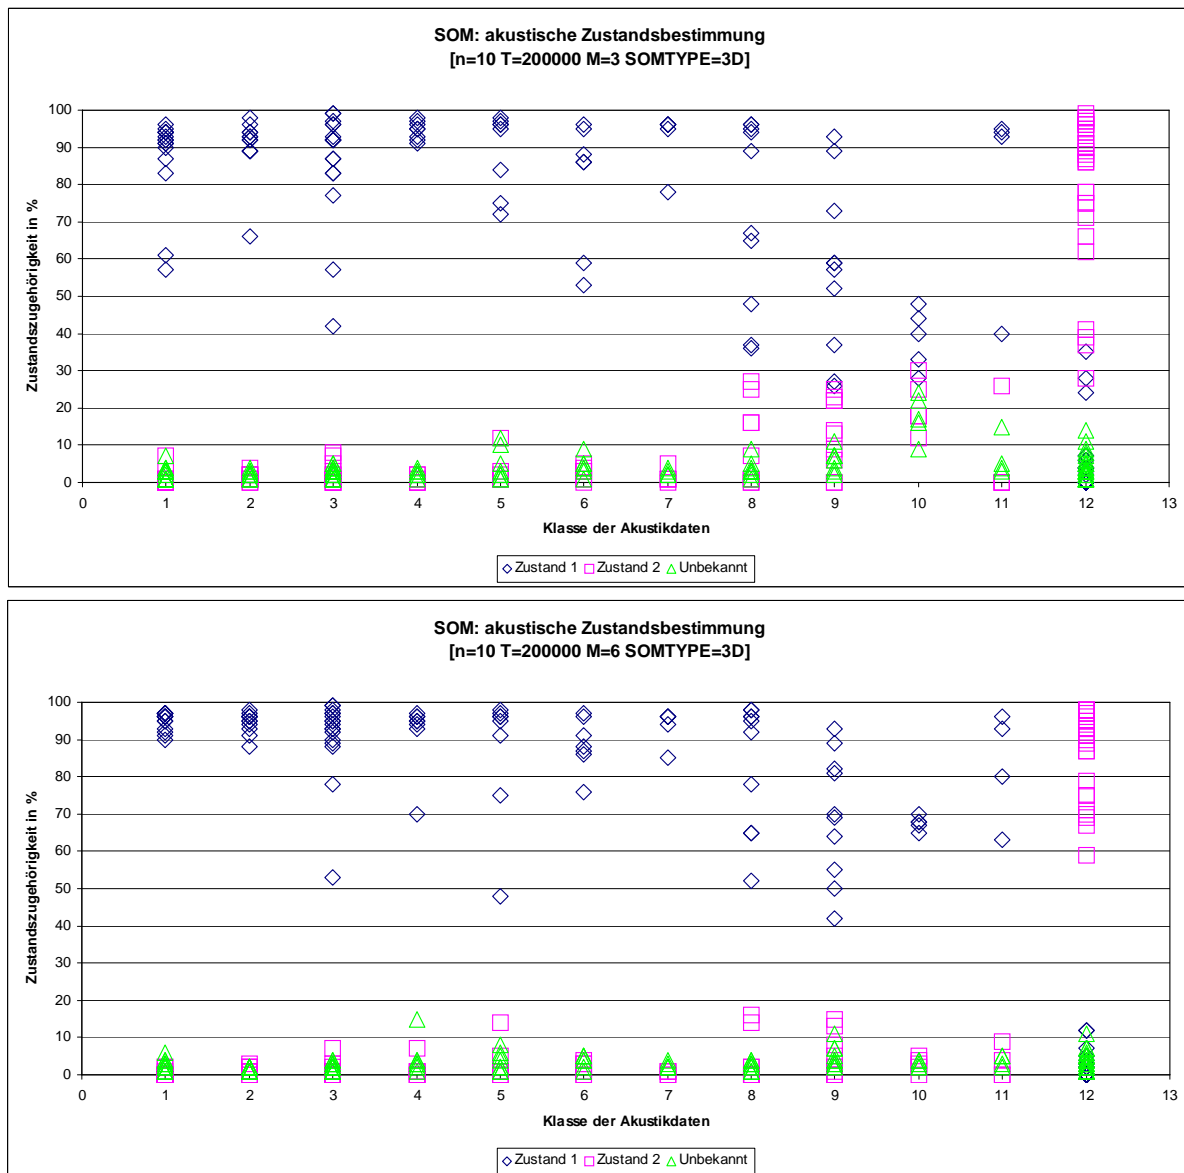 SOM: akustische Zustandsbestimmung
[n=10 T=200000 M=3 SOMTYPE=3D]
Zustandszugehörigkeit in %
100
90
80
70
60
50
40
30
20
10
0
0 1 2 3 4 5 6 7 8 9 10 11 12 13
Klasse der Akustikdaten
Zustand 1 Zustand 2 Unbekannt
SOM: akustische Zustandsbestimmung
[n=10 T=200000 M=6 SOMTYPE=3D]
Zustandszugehörigkeit in %
100
90
80
70
60
50
40
30
20
10
0
0 1 2 3 4 5 6 7 8 9 10 11 12 13
Klasse der Akustikdaten
Zustand 1 Zustand 2 Unbekannt